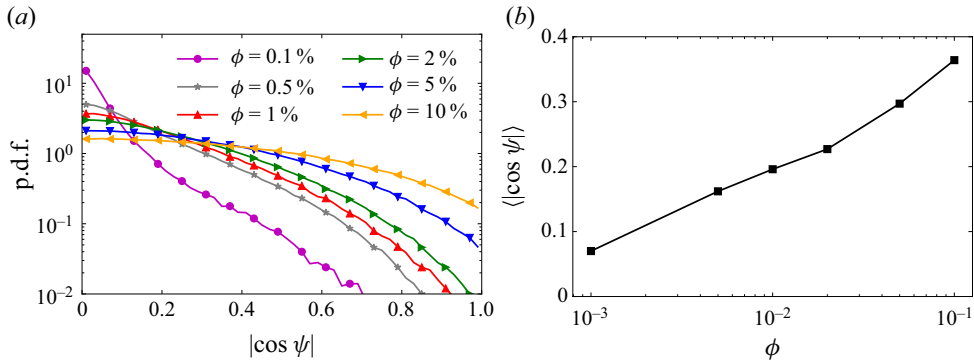 (a)
ϕ = 0.1 %
ϕ = 2 %
ϕ = 0.5 %
ϕ = 5 %
ϕ = 1 %
ϕ = 10 %
10¹
10⁰
10⁻¹
10⁻²
p.d.f.
0
0.2
0.4
0.6
0.8
1.0
|cos ψ|
(b)
0.4
0.3
0.2
0.1
0
⟨|cos ψ|⟩
10⁻³
10⁻²
10⁻¹
ϕ